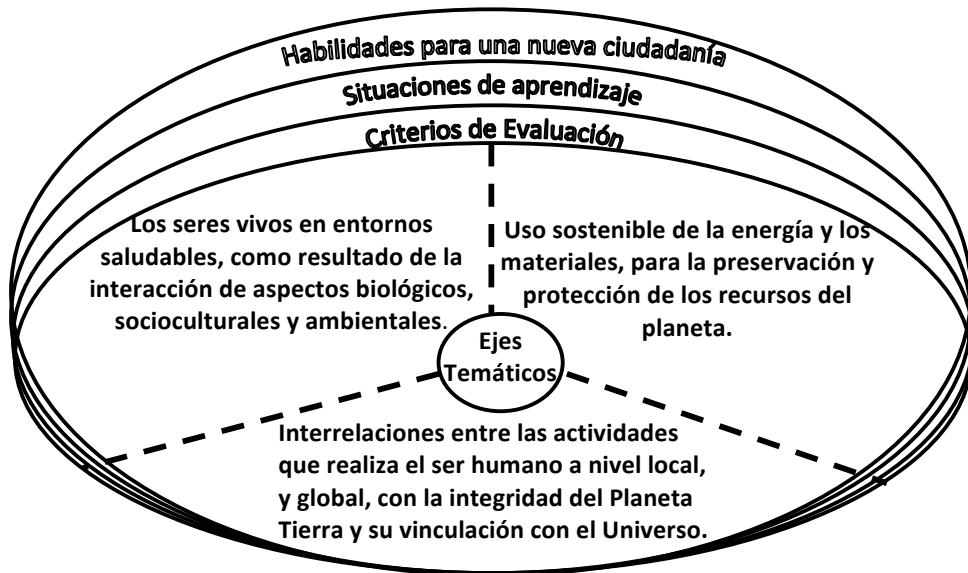 Habilidades para una nueva ciudadanía
Situaciones de aprendizaje
Criterios de Evaluación
Los seres vivos en entornos
saludables, como resultado de la
interacción de aspectos biológicos,
socioculturales y ambientales.
Uso sostenible de la energía y los
materiales, para la preservación y
protección de los recursos del
planeta.
Ejes
Temáticos
Interrelaciones entre las actividades
que realiza el ser humano a nivel local,
y global, con la integridad del Planeta
Tierra y su vinculación con el Universo.